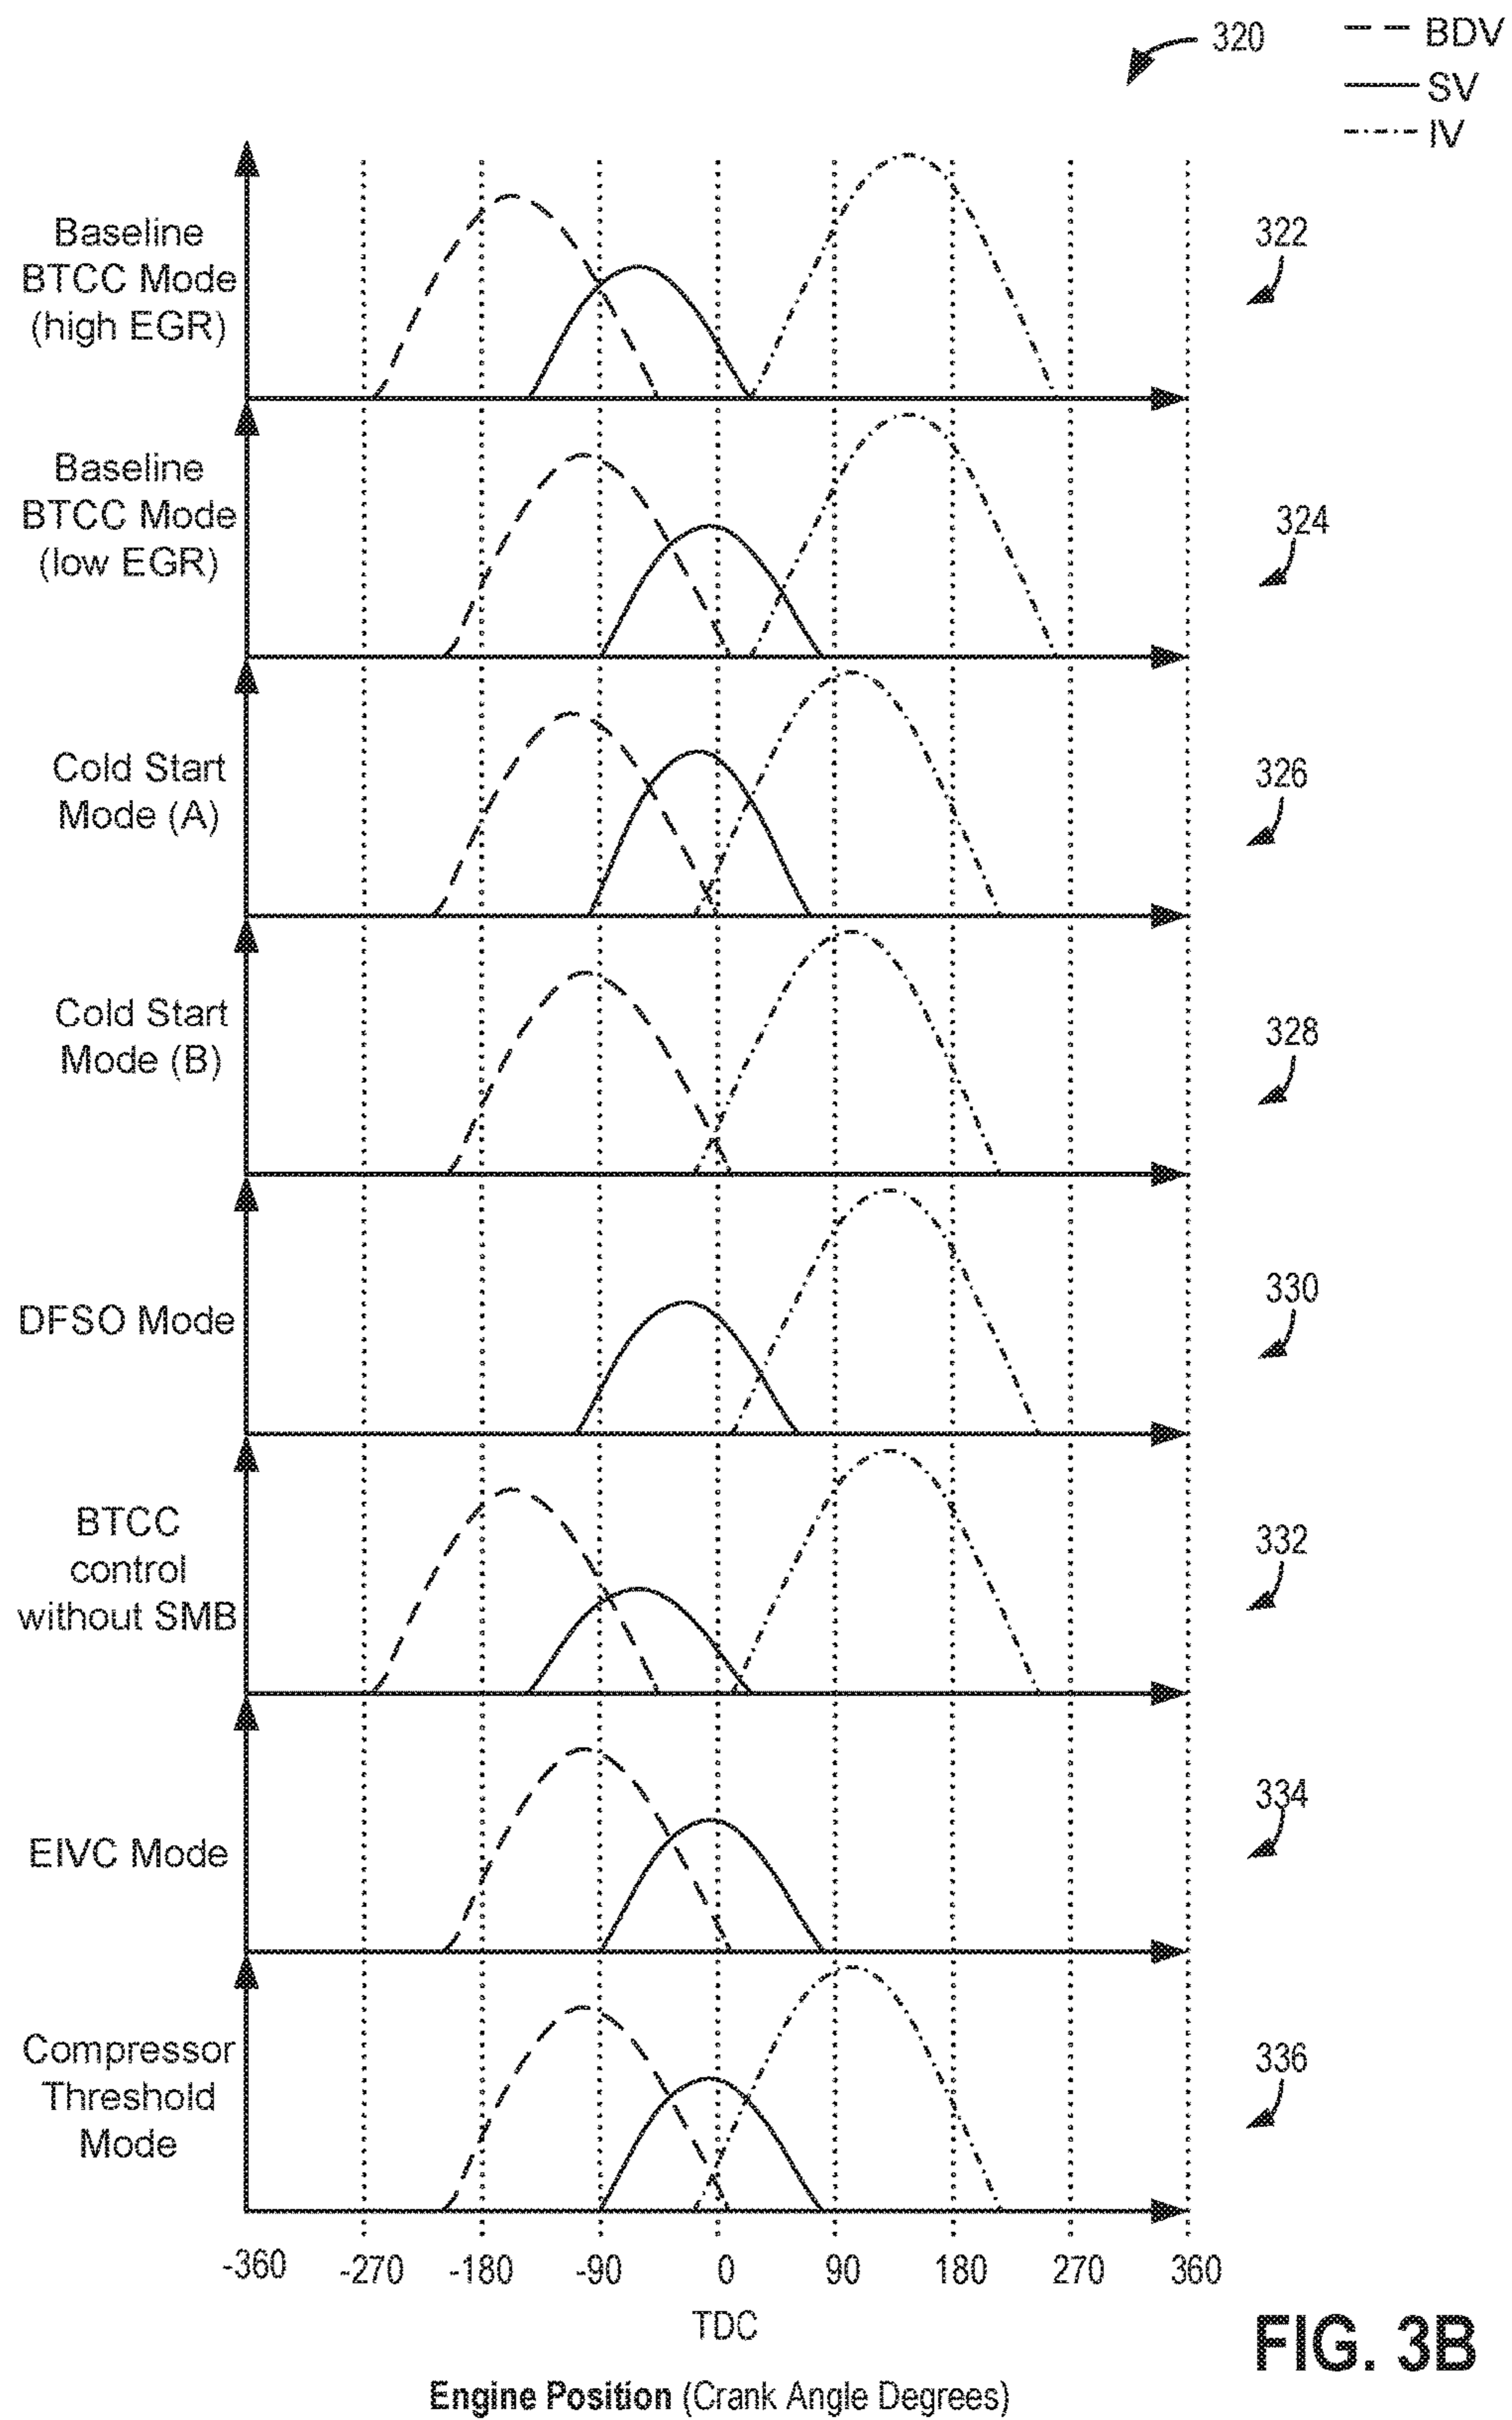 320
BDV
SV
IV
Baseline
BTCC Mode
(high EGR)
322
Baseline
BTCC Mode
(low EGR)
324
Cold Start
Mode (A)
326
Cold Start
Mode (B)
328
DFSO Mode
330
BTCC
control
without SMB
332
EIVC Mode
334
Compressor
Threshold
Mode
336
-360 -270 -180 -90 0 90 180 270 360
TDC
Engine Position (Crank Angle Degrees)
FIG. 3B